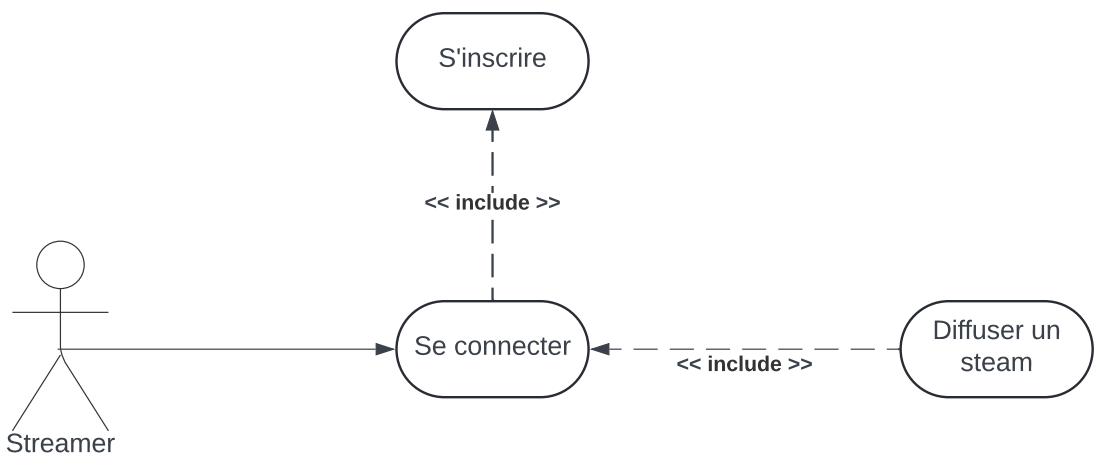 S'inscrire
<< include >>
Se connecter
<< include >>
Diffuser un
steam
Streamer